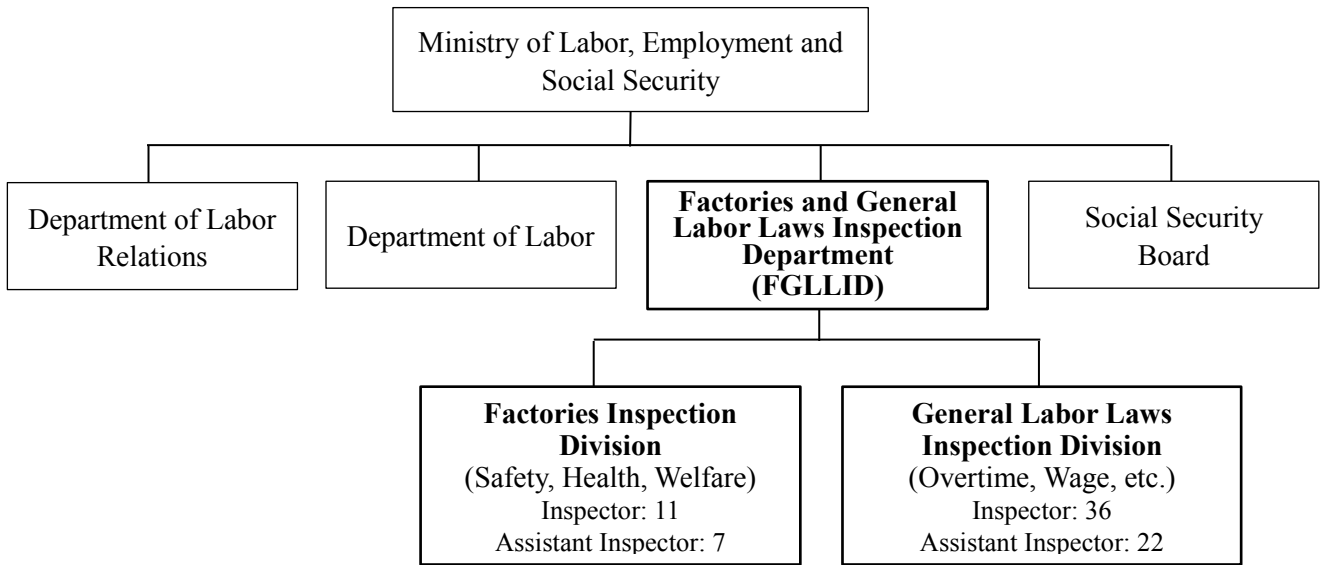 Ministry of Labor, Employment and
Social Security
Department of Labor
Relations
Department of Labor
Factories and General
Labor Laws Inspection
Department
(FGLLID)
Social Security
Board
Factories Inspection
Division
(Safety, Health, Welfare)
Inspector: 11
Assistant Inspector: 7
General Labor Laws
Inspection Division
(Overtime, Wage, etc.)
Inspector: 36
Assistant Inspector: 22